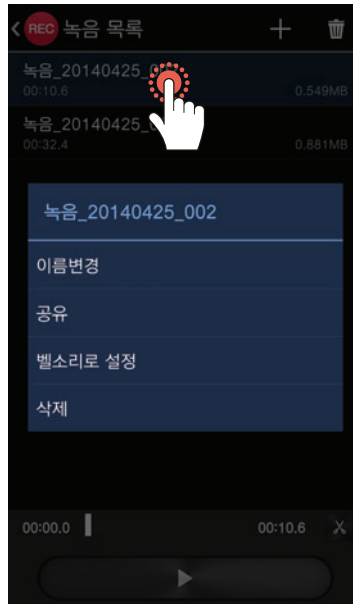 REC 녹음 목록
녹음_20140425_
00:10.6 0.549MB
녹음_20140425_
00:32.4 0.881MB
녹음_20140425_002
이름변경
공유
벨소리로 설정
삭제
00:00.0 00:10.6